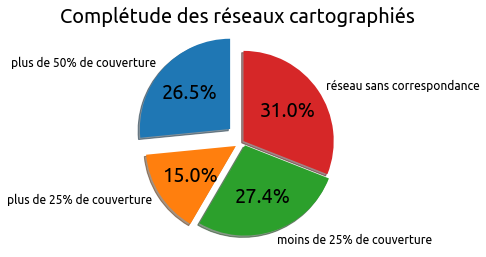 Complétude des réseaux cartographiés
plus de 50% de couverture
26.5%
réseau sans correspondance
31.0%
15.0%
plus de 25% de couverture
27.4%
moins de 25% de couverture